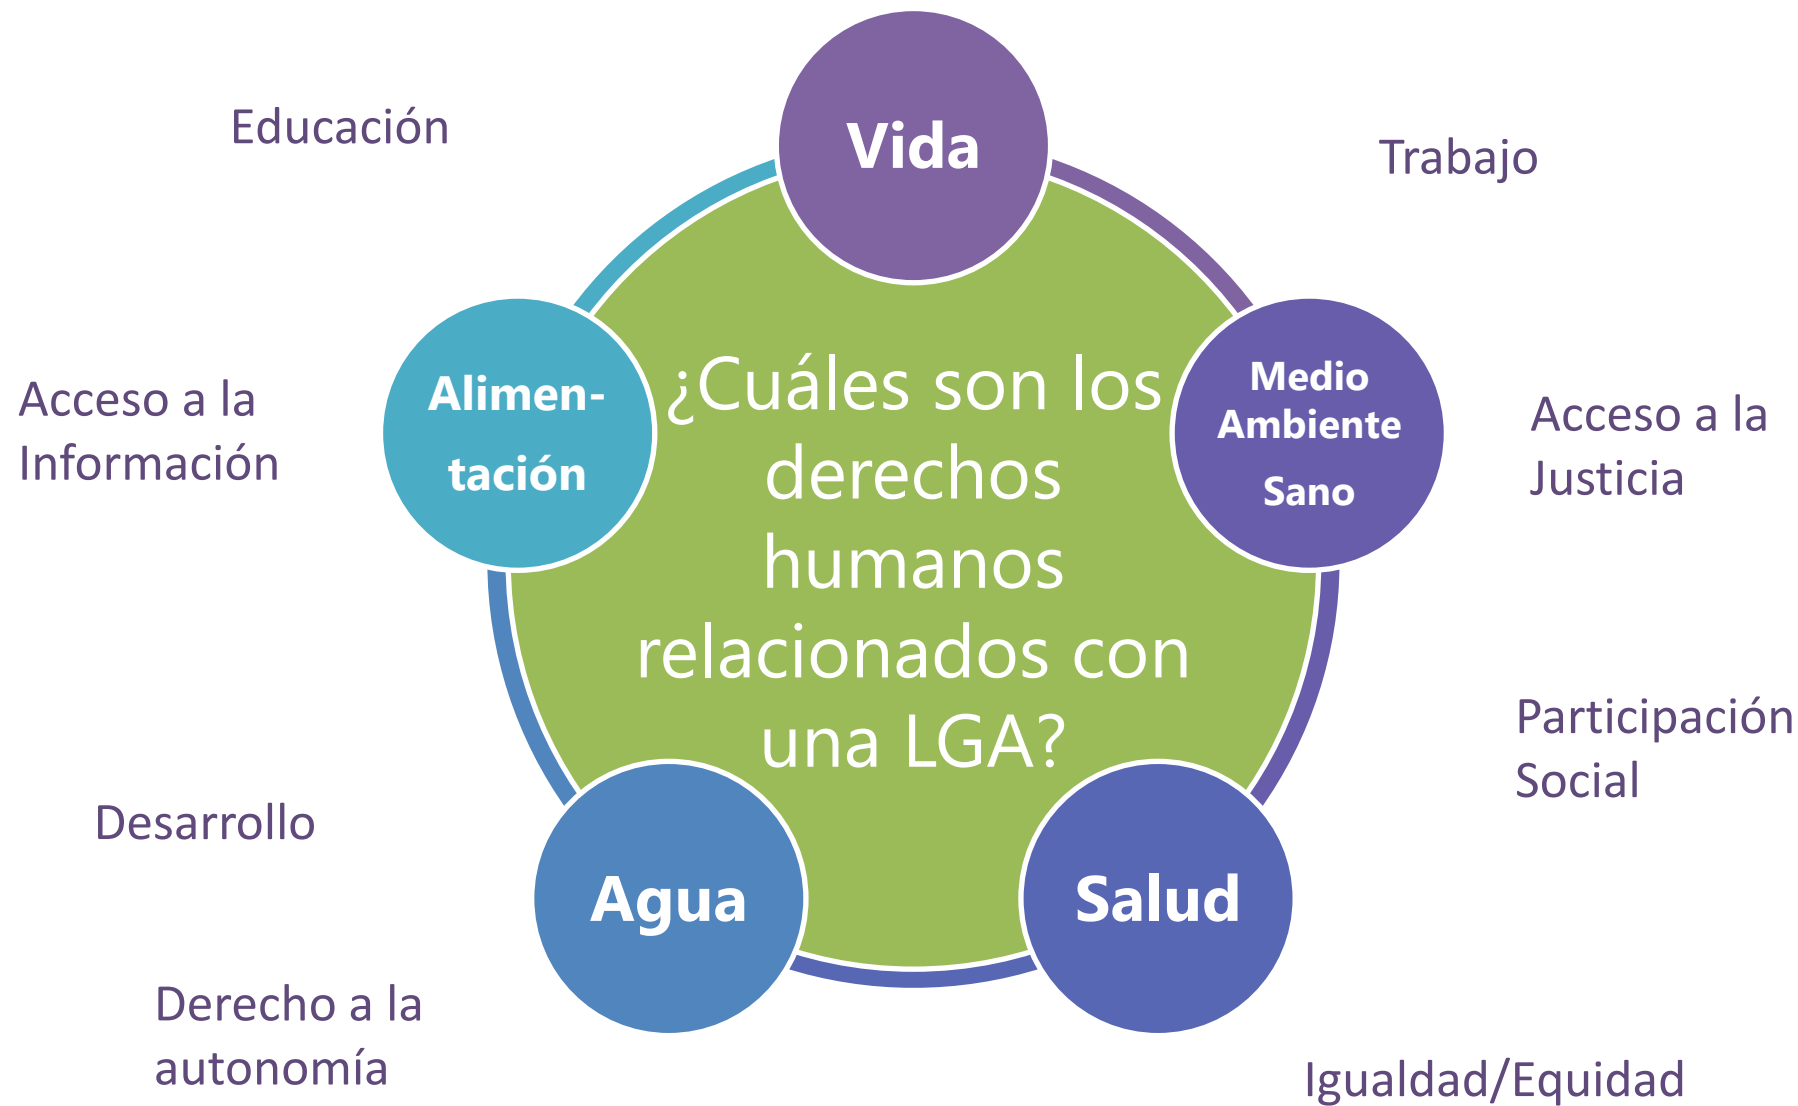 Vida
Educación
Trabajo
¿Cuáles son los
derechos
humanos
relacionados con
una LGA?
Alimen-
tación
Medio
Ambiente
Sano
Acceso a la
Información
Acceso a la
Justicia
Participación
Social
Desarrollo
Agua
Salud
Derecho a la
autonomía
Igualdad/Equidad